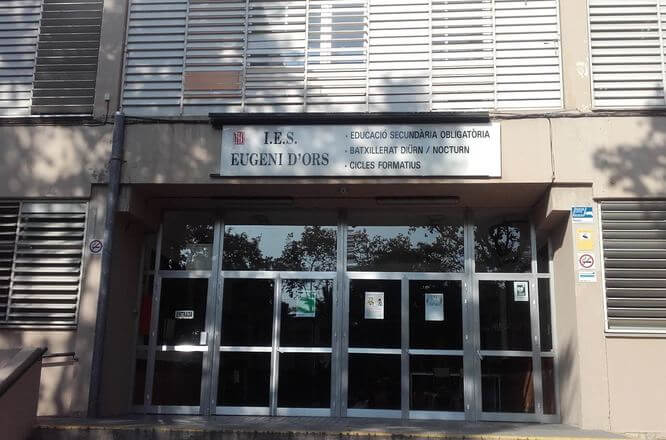 I.E.S.
EUGENI D'ORS
· EDUCACIÓ SECUNDÀRIA OBLIGATÒRIA
· BATXILLERAT DIÜRN / NOCTURN
· CICLES FORMATIUS
ENTRADA